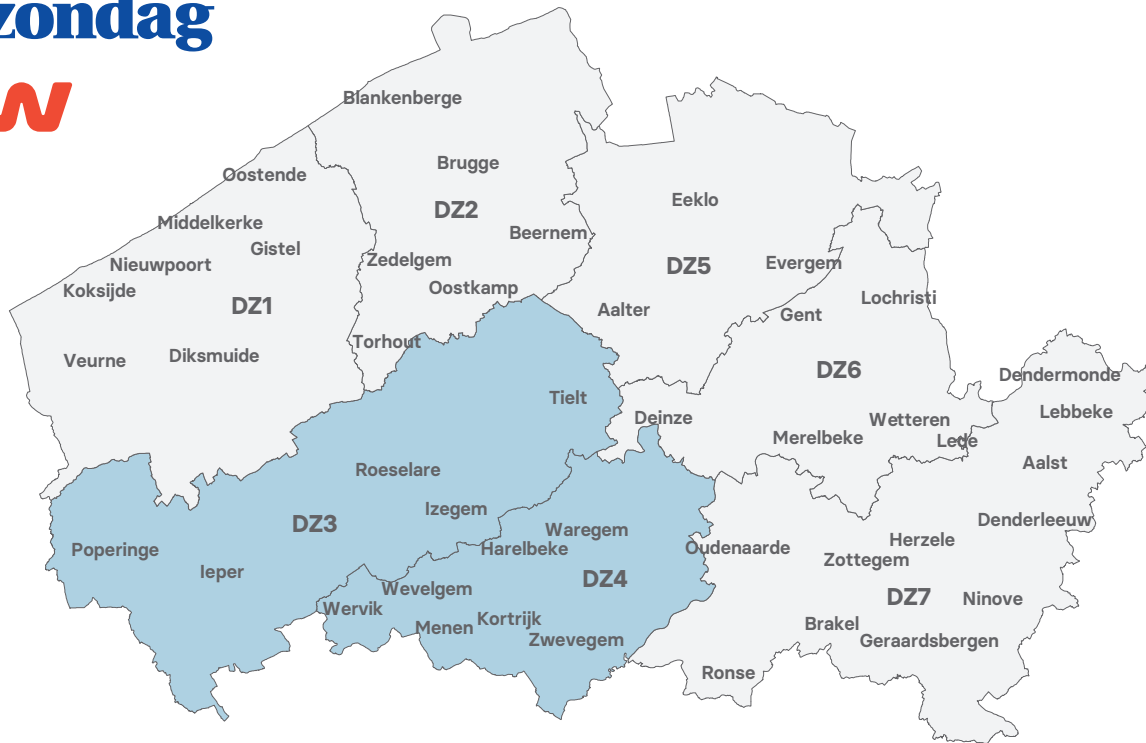 zondag
W
Blankenberge
Brugge
Oostende
Eeklo
DZ2
Middelkerke
Beernem
Gistel
Zedelgem
Nieuwpoort
DZ5
Evergem
Koksijde
Oostkamp
Lochristi
DZ1
Aalter
Gent
Torhout
Veurne
Diksmuide
DZ6
Dendermonde
Tielt
Lebbeke
Deinze
Wetteren
Merelbeke
Lede
Aalst
Roeselare
Izegem
DZ3
Denderleeuw
Waregem
Herzele
Poperinge
Harelbeke
Oudenaarde
Zottegem
Ieper
DZ4
Wevelgem
DZ7
Ninove
Wervik
Kortrijk
Menen
Brakel
Zwevegem
Geraardsbergen
Ronse